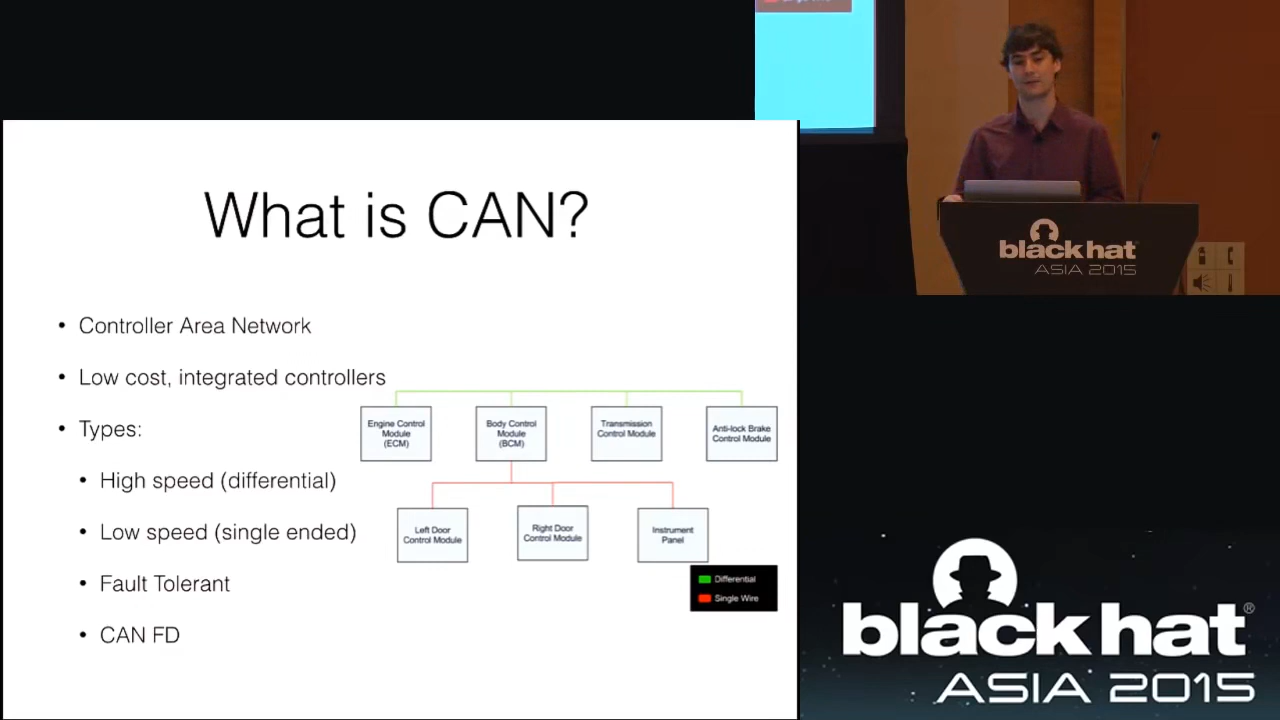 What is CAN?
• Controller Area Network
• Low cost, integrated controllers
• Types:
• High speed (differential)
• Low speed (single ended)
• Fault Tolerant
• CAN FD
Engine Control
Module
(ECM)
Body Control
Module
(BCM)
Transmission
Control Module
Anti-lock Brake
Control Module
Left Door
Control Module
Right Door
Control Module
Instrument
Panel
Differential
Single Wire
black hat
ASIA 2015
black hat®
ASIA 2015